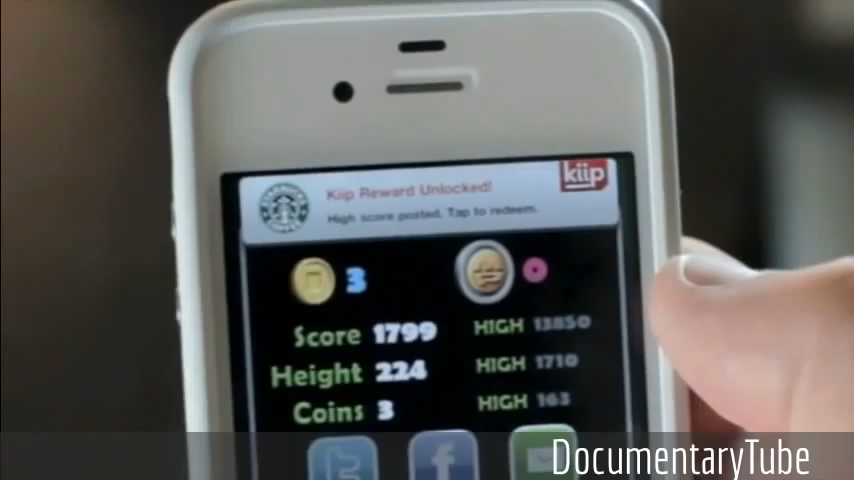 Kiip Reward Unlocked!
kiip
High score posted. Tap to redeem.
3
Score 1799 HIGH 13850
Height 224 HIGH 1710
Coins 3 HIGH 163
f
DocumentaryTube